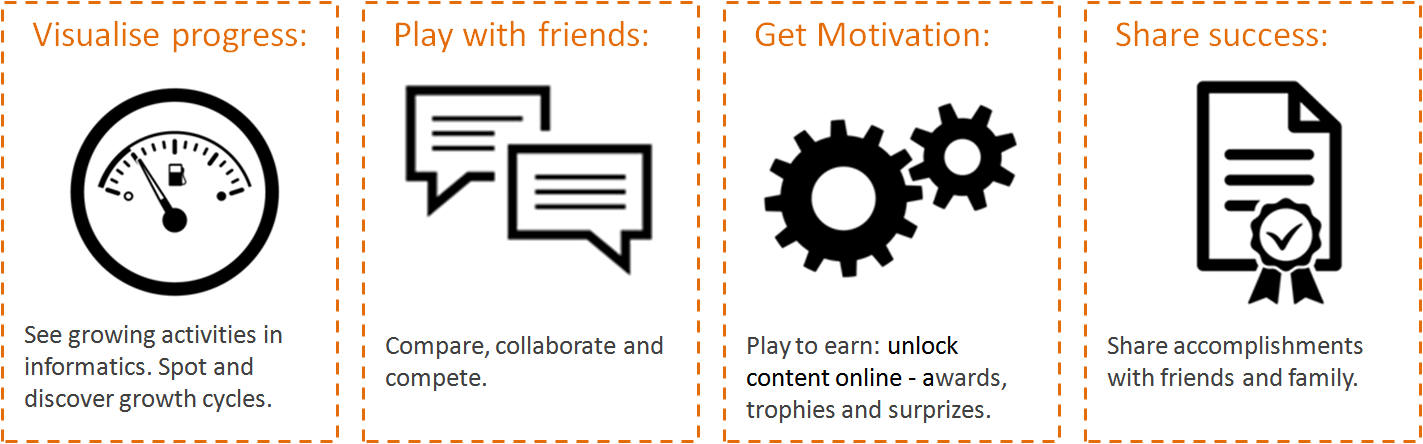 Visualise progress:
See growing activities in
informatics. Spot and
discover growth cycles.
Play with friends:
Compare, collaborate and
compete.
Get Motivation:
Play to earn: unlock
content online - awards,
trophies and surprizes.
Share success:
Share accomplishments
with friends and family.